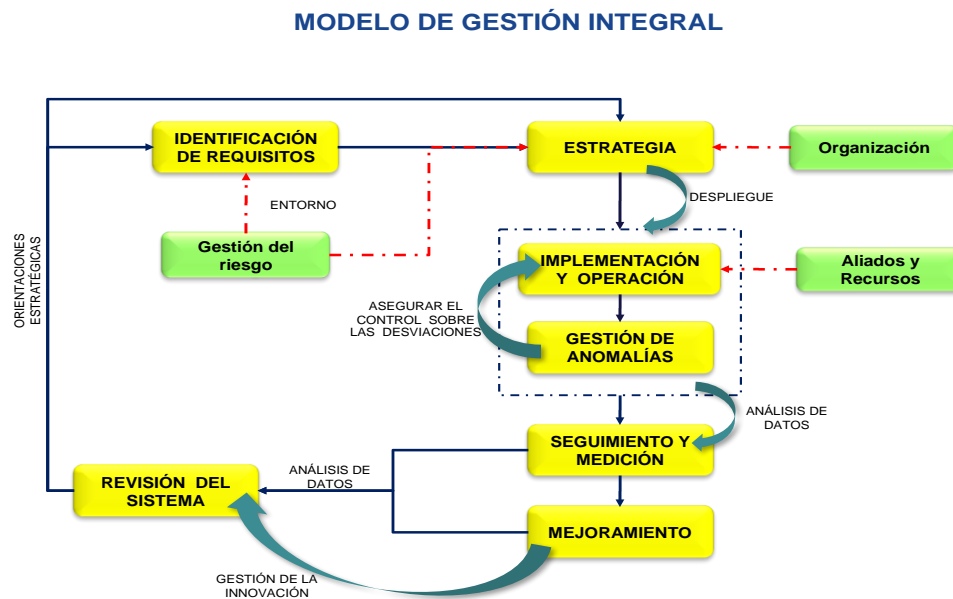 MODELO DE GESTIÓN INTEGRAL
IDENTIFICACIÓN
DE REQUISITOS
ESTRATEGIA
Organización
DESPLIEGUE
ENTORNO
Gestión del
riesgo
ORIENTACIONES
ESTRATÉGICAS
IMPLEMENTACIÓN
Y OPERACIÓN
Aliados y
Recursos
ASEGURAR EL
CONTROL SOBRE
LAS DESVIACIONES
GESTIÓN DE
ANOMALÍAS
ANÁLISIS DE
DATOS
SEGUIMIENTO Y
MEDICIÓN
ANÁLISIS DE
DATOS
REVISIÓN DEL
SISTEMA
MEJORAMIENTO
GESTIÓN DE LA
INNOVACIÓN